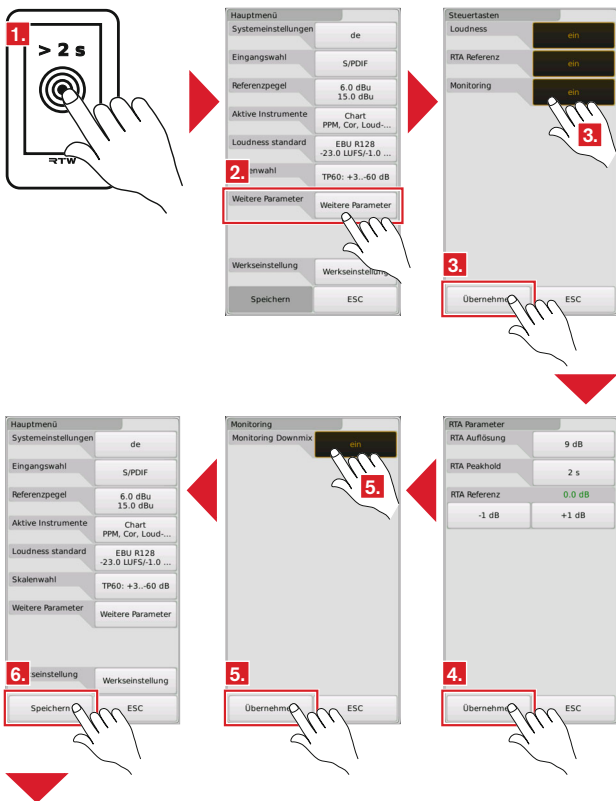 1.
> 2 s
RTW
Hauptmenü
Systemeinstellungen
de
Eingangswahl
S/PDIF
Referenzpegel
6.0 dBu
15.0 dBu
Aktive Instrumente
Chart
PPM, Cor, Loud-...
Loudness standard
EBU R128
-23.0 LUFS/-1.0 ...
2.
enwahl
TP60: +3..-60 dB
Weitere Parameter
Weitere Parameter
Werkseinstellung
Werkseinstellung
Speichern
ESC
Steuertasten
Loudness
ein
RTA Referenz
ein
Monitoring
ein
3.
3.
Übernehmen
ESC
RTA Parameter
RTA Auflösung
9 dB
RTA Peakhold
2 s
RTA Referenz
0.0 dB
-1 dB
+1 dB
4.
Übernehmen
ESC
Monitoring
Monitoring Downmix
ein
5.
5.
Übernehmen
ESC
Hauptmenü
Systemeinstellungen
de
Eingangswahl
S/PDIF
Referenzpegel
6.0 dBu
15.0 dBu
Aktive Instrumente
Chart
PPM, Cor, Loud-...
Loudness standard
EBU R128
-23.0 LUFS/-1.0 ...
Skalenwahl
TP60: +3..-60 dB
Weitere Parameter
Weitere Parameter
6.
seinstellung
Werkseinstellung
Speichern
ESC